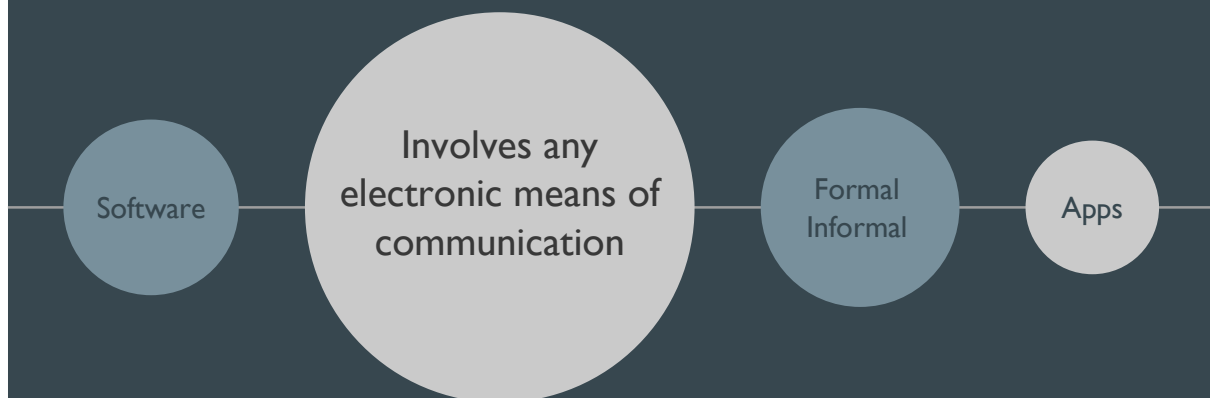 Software
Involves any
electronic means of
communication
Formal
Informal
Apps